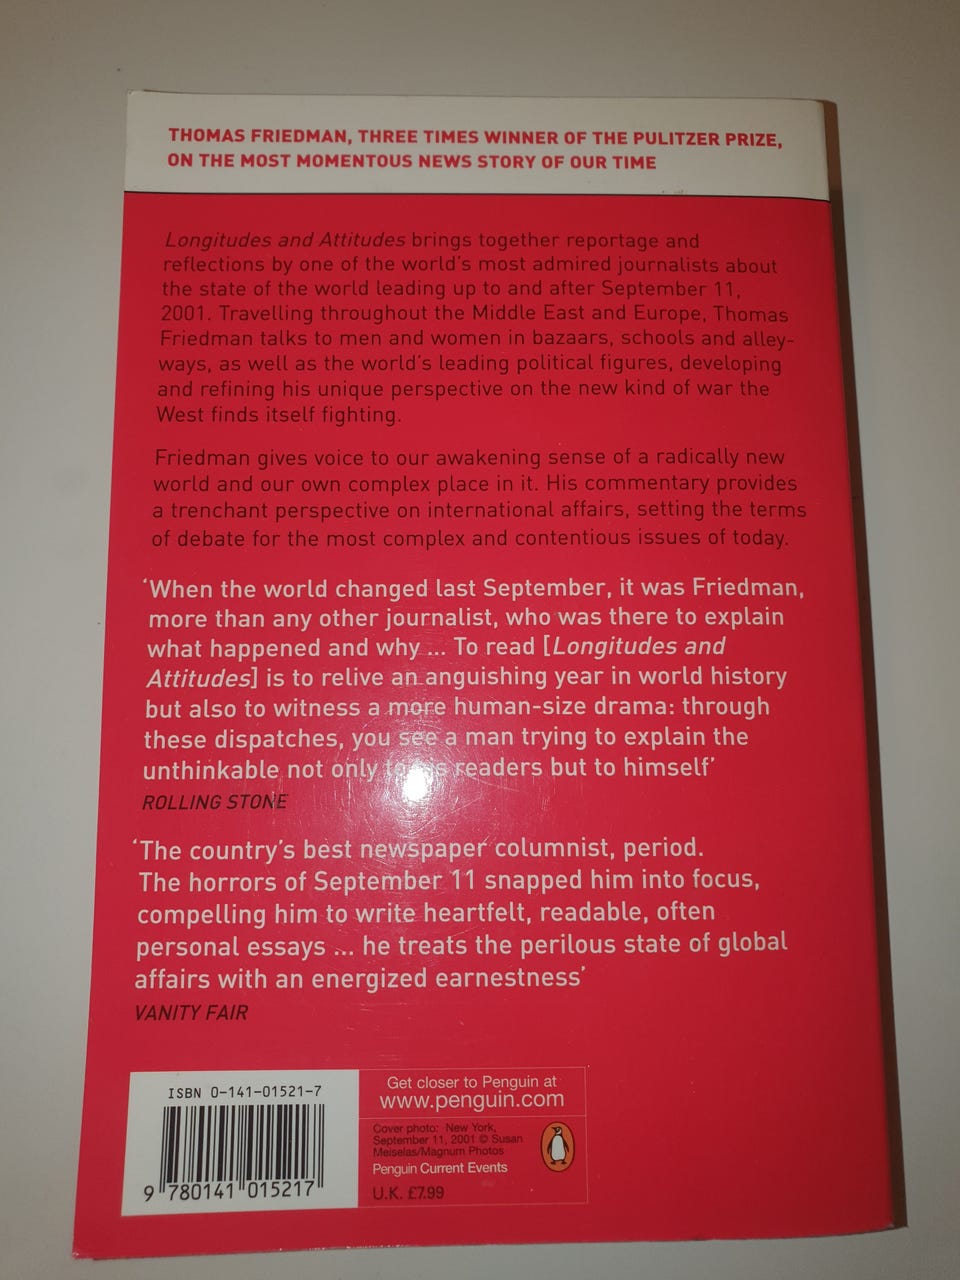 THOMAS FRIEDMAN, THREE TIMES WINNER OF THE PULITZER PRIZE,
ON THE MOST MOMENTOUS NEWS STORY OF OUR TIME
Longitudes and Attitudes brings together reportage and
reflections by one of the world's most admired journalists about
the state of the world leading up to and after September 11,
2001. Travelling throughout the Middle East and Europe, Thomas
Friedman talks to men and women in bazaars, schools and alley-
ways, as well as the world's leading political figures, developing
and refining his unique perspective on the new kind of war the
West finds itself fighting.
Friedman gives voice to our awakening sense of a radically new
world and our own complex place in it. His commentary provides
a trenchant perspective on international affairs, setting the terms
of debate for the most complex and contentious issues of today.
'When the world changed last September, it was Friedman,
more than any other journalist, who was there to explain
what happened and why ... To read [Longitudes and
Attitudes] is to relive an anguishing year in world history
but also to witness a more human-size drama: through
these dispatches, you see a man trying to explain the
unthinkable not only readers but to himself'
ROLLING STONE
'The country's best newspaper columnist, period.
The horrors of September 11 snapped him into focus,
compelling him to write heartfelt, readable, often
personal essays ... he treats the perilous state of global
affairs with an energized earnestness'
VANITY FAIR
ISBN 0-141-01521-7
9 780141 015217
Get closer to Penguin at
www.penguin.com
Cover photo: New York,
September 11, 2001 © Susan
Meiselas/Magnum Photos
Penguin Current Events
U.K. £7.99